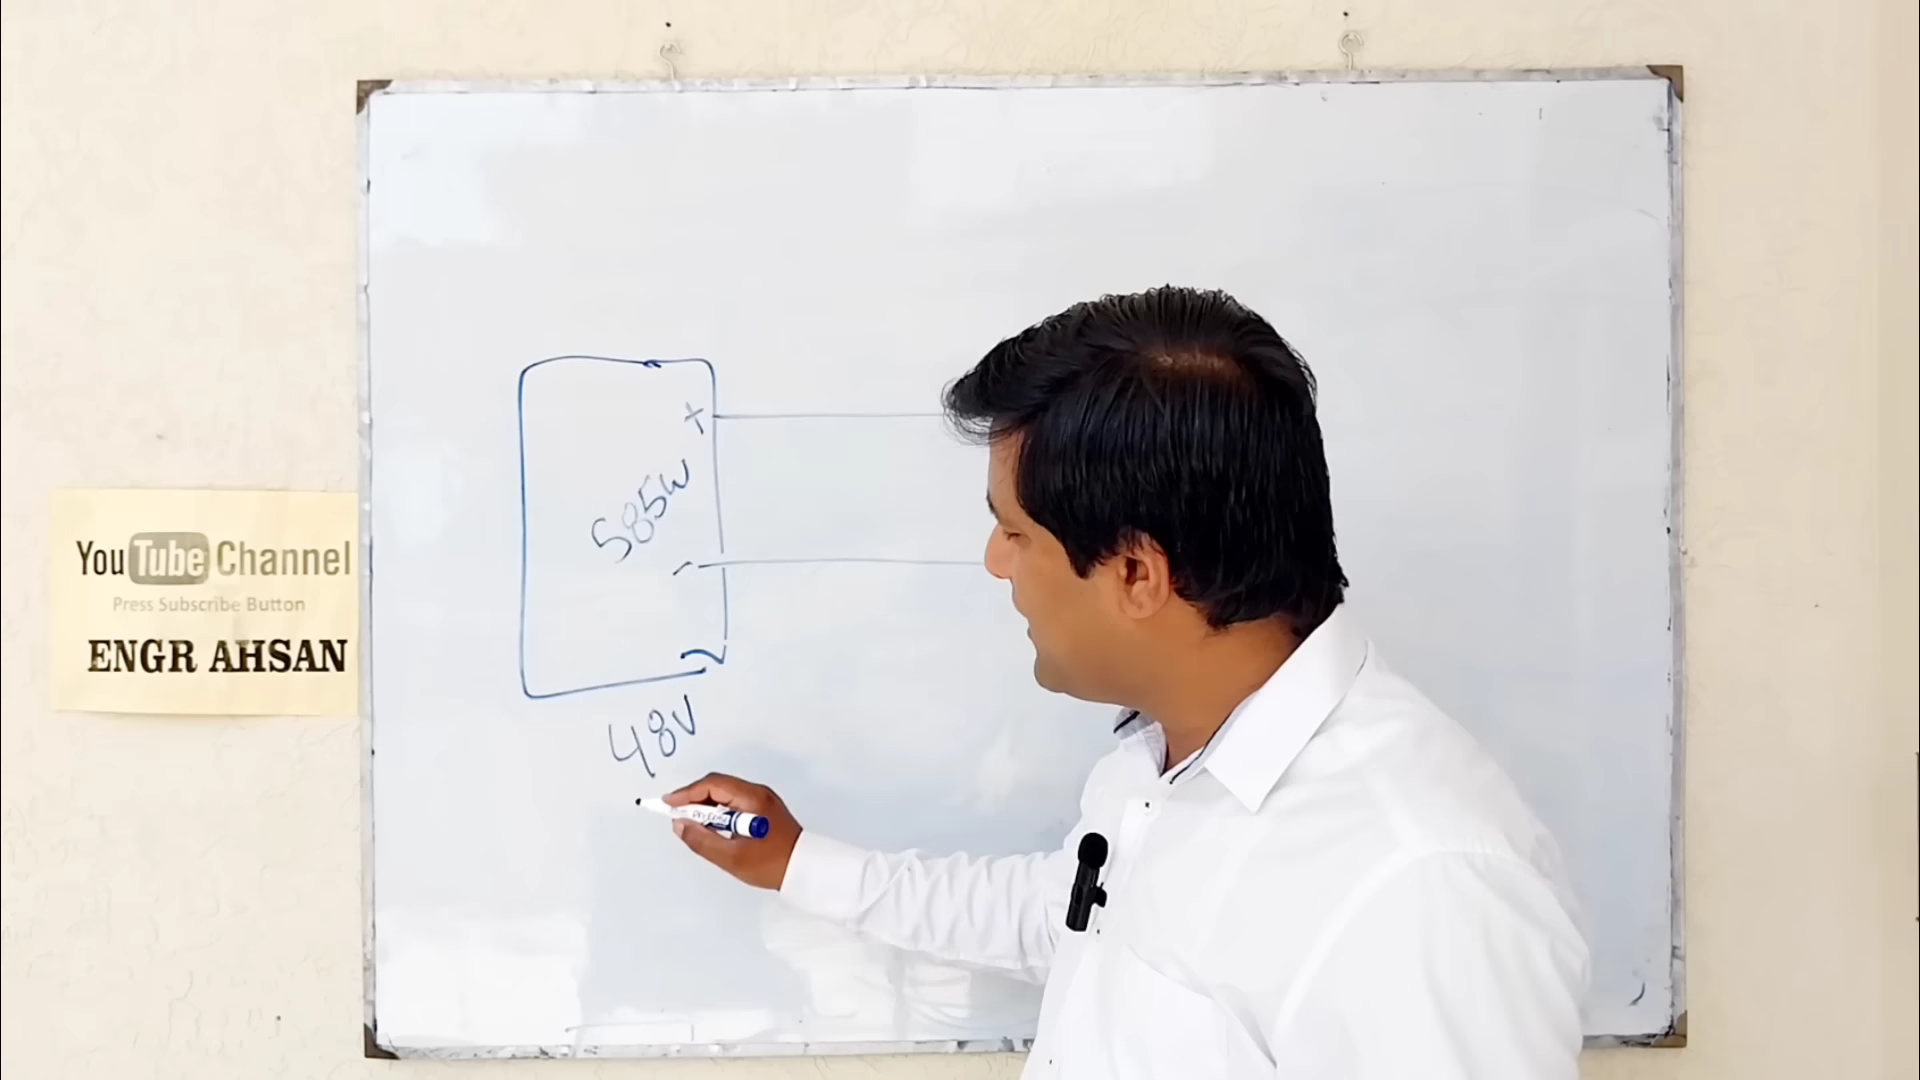 +
585W
-
48V
YouTube Channel
Press Subscribe Button
ENGR AHSAN